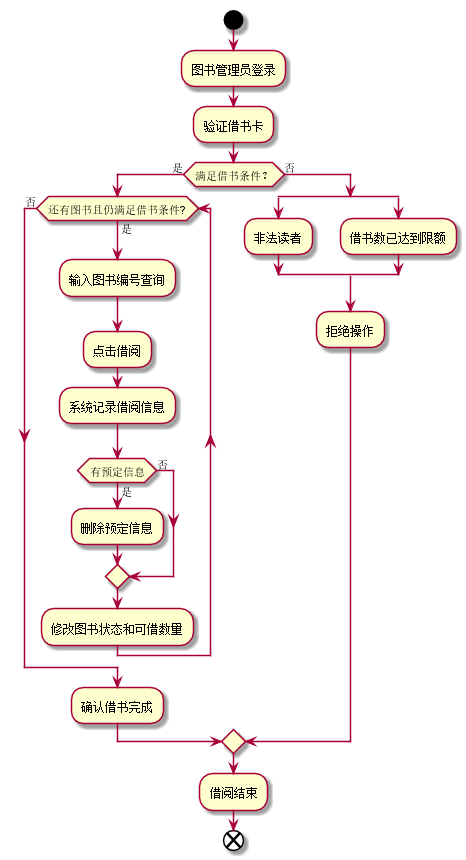 图书管理员登录
验证借书卡
是
满足借书条件？
否
否
还有图书且仍满足借书条件?
是
非法读者
借书数已达到限额
输入图书编号查询
拒绝操作
点击借阅
系统记录借阅信息
有预定信息
否
是
删除预定信息
修改图书状态和可借数量
确认借书完成
借阅结束